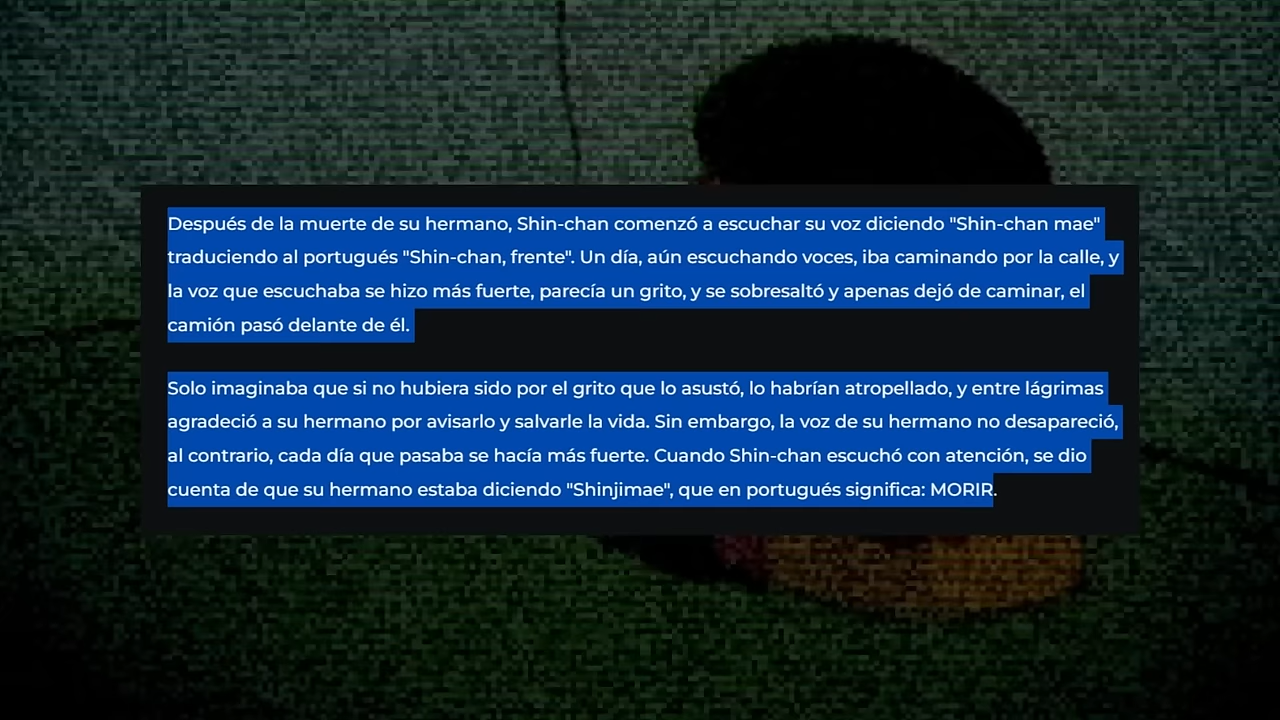 Después de la muerte de su hermano, Shin-chan comenzó a escuchar su voz diciendo "Shin-chan mae"
traduciendo al portugués "Shin-chan, frente". Un día, aún escuchando voces, iba caminando por la calle, y
la voz que escuchaba se hizo más fuerte, parecía un grito, y se sobresaltó y apenas dejó de caminar, el
camión pasó delante de él.
Solo imaginaba que si no hubiera sido por el grito que lo asustó, lo habrían atropellado, y entre lágrimas
agradeció a su hermano por avisarlo y salvarle la vida. Sin embargo, la voz de su hermano no desapareció,
al contrario, cada día que pasaba se hacía más fuerte. Cuando Shin-chan escuchó con atención, se dio
cuenta de que su hermano estaba diciendo "Shinjimae", que en portugués significa: MORIR.